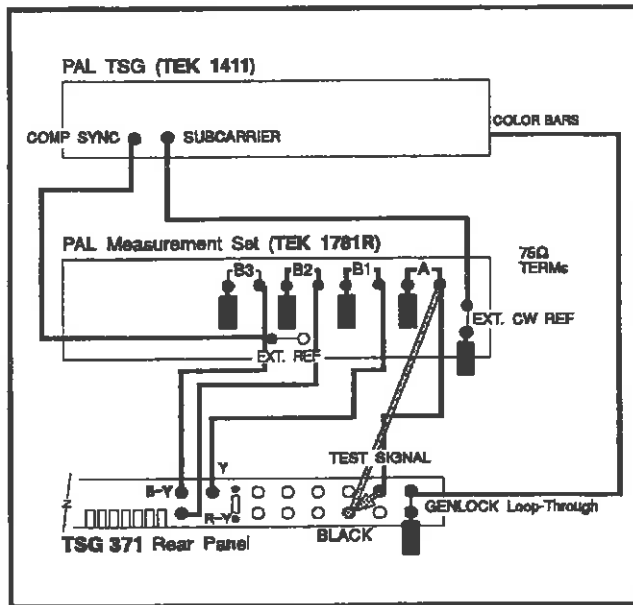 PAL TSG (TEK 1411)
COMP SYNC
SUBCARRIER
COLOR BARS
PAL Measurement Set (TEK 1781R)
75Ω
TERMs
B3
B2
B1
A
EXT. CW REF
EXT. REF
TEST SIGNAL
Y
B-Y
R-Y
GENLOCK Loop-Through
BLACK
TSG 371 Rear Panel